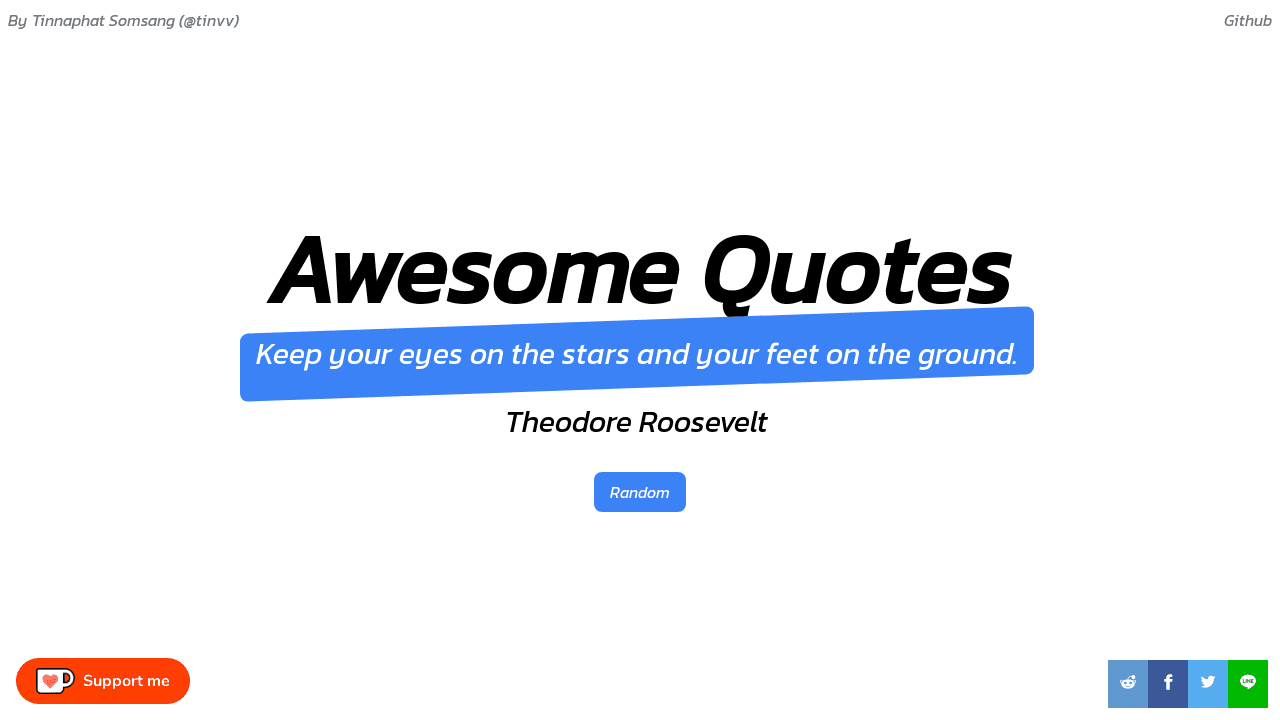 By Tinnaphat Somsang (@tinvv)
Github
Awesome Quotes
Keep your eyes on the stars and your feet on the ground.
Theodore Roosevelt
Random
Support me
LINE